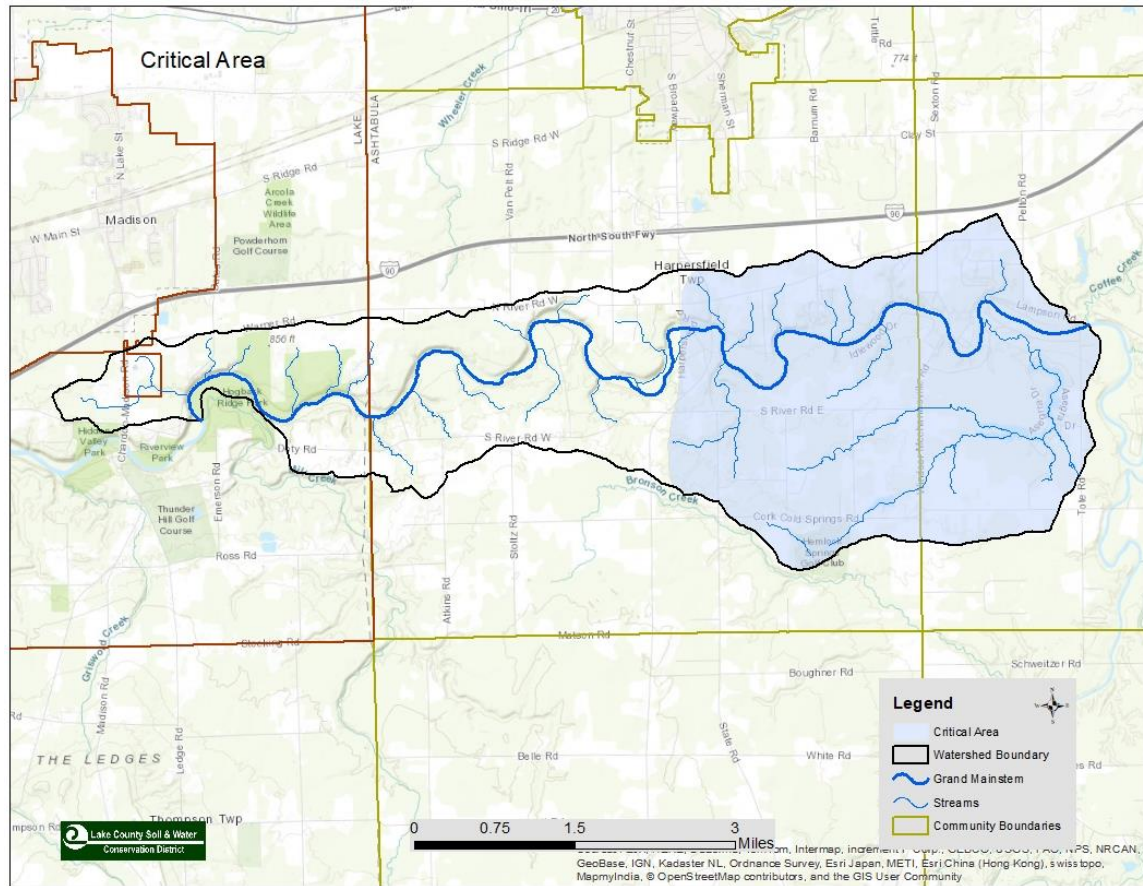 Critical Area
20
Tuttle Rd
774 ft
Chestnut St
S Broadway
Sherman St
Barnum Rd
Sexton Rd
Clay St
Wheeler Creek
LAKE
ASHTABULA
S Ridge Rd W
N Lake St
S Ridge Rd
Van Pelt Rd
Pelton Rd
Madison
Arcola
Creek
Wildlife
Area
W Main St
Powderhorn
Golf Course
90
North-South Fwy
90
Harpersfield
Twp
Coffee Creek
90
S River Rd W
Warner Rd
856 ft
Lampson Rd
Idlewood Dr
Hogback
Ridge Park
S River Rd E
Hidden
Valley
Park
Riverview
Park
S River Rd W
Doty Rd
Emerson Rd
Bronson Creek
Tote Rd
Thunder
Hill Golf
Course
Cork Cold Springs Rd
Stoltz Rd
Ross Rd
Atkins Rd
Griswold Creek
Madison Rd
Matson Rd
Boughner Rd
Schweitzer Rd
Rd
Ledge Rd
THE LEDGES
Belle Rd
State Rd
White Rd
Thompson Twp
Legend
Critical Area
Watershed Boundary
Grand Mainstem
Streams
Community Boundaries
Lake County Soil & Water
Conservation District
0 0.75 1.5 3
Miles
NPS, NRCAN,
GeoBase, IGN, Kadaster NL, Ordnance Survey, Esri Japan, METI, Esri China (Hong Kong), swisstopo,
MapmyIndia, © OpenStreetMap contributors, and the GIS User Community